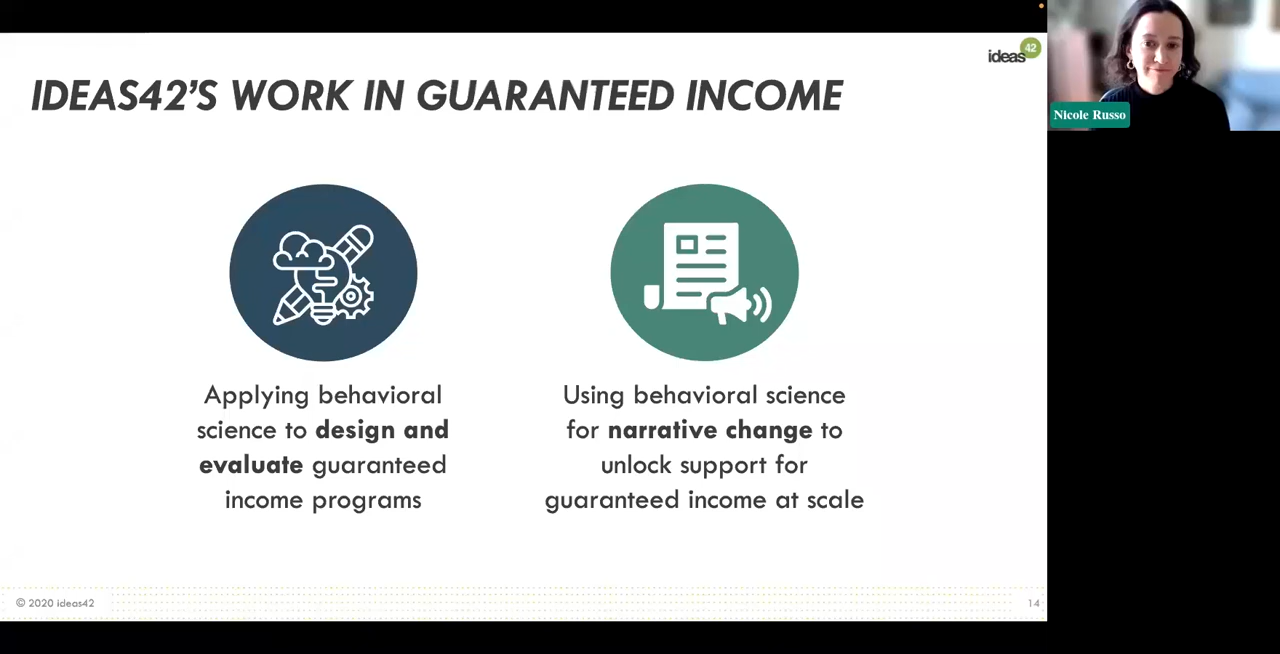 ideas42
IDEAS42'S WORK IN GUARANTEED INCOME
Nicole Russo
Applying behavioral
science to design and
evaluate guaranteed
income programs
Using behavioral science
for narrative change to
unlock support for
guaranteed income at scale
© 2020 ideas42
14